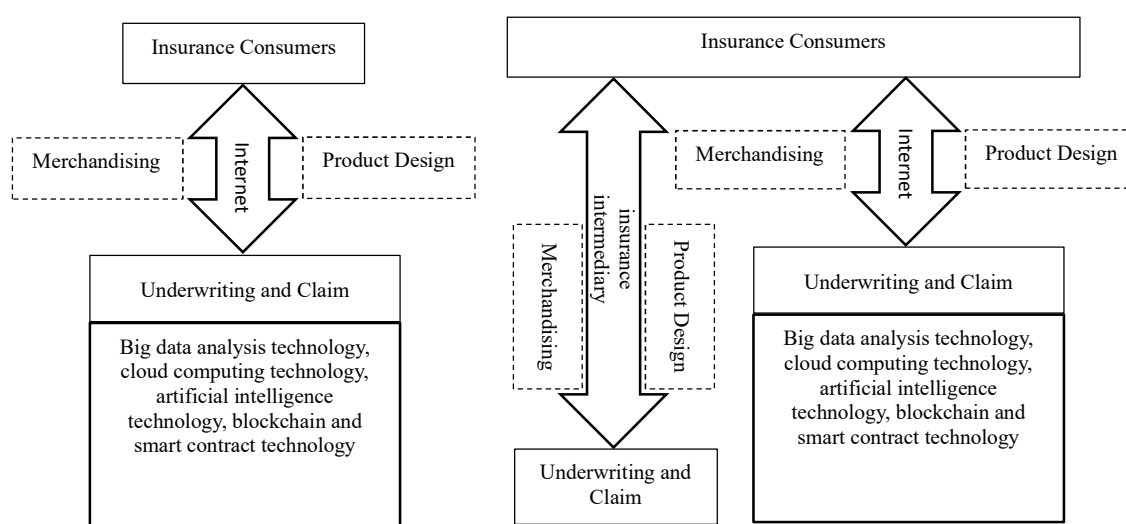 Insurance Consumers
Merchandising
Internet
Product Design
Underwriting and Claim
Big data analysis technology,
cloud computing technology,
artificial intelligence
technology, blockchain and
smart contract technology
Insurance Consumers
Merchandising
insurance
intermediary
Product Design
Underwriting and
Claim
Merchandising
Internet
Product Design
Underwriting and Claim
Big data analysis technology,
cloud computing technology,
artificial intelligence
technology, blockchain and
smart contract technology